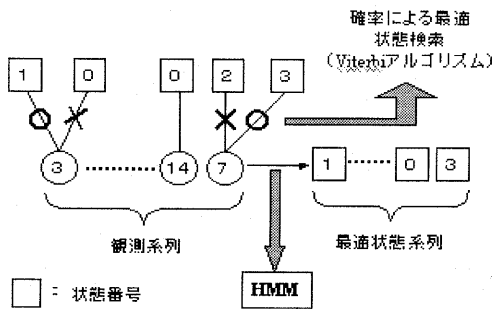 確率による最適
状態検索
（Viterbiアルゴリズム）
1 0 0 2 3
3 14 7
1 0 3
観測系列
最適状態系列
： 状態番号
HMM